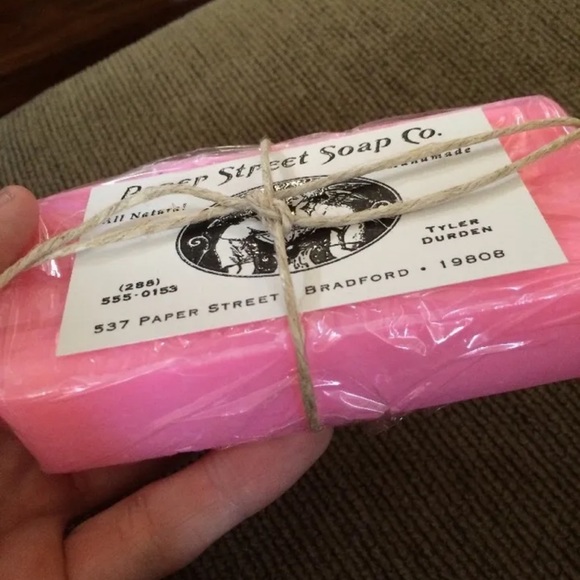 Paper Street Soap Co.
All Natural Handmade
Tyler
Durden
(288)
555-0153
537 Paper Street • Bradford • 19808